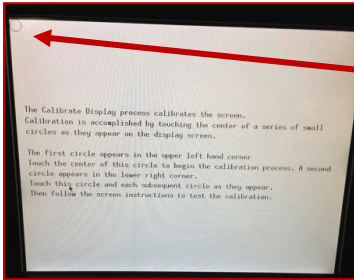 The Calibrate Display process calibrates the screen.
Calibration is accomplished by touching the center of a series of small
circles as they appear on the display screen.
The first circle appears in the upper left hand corner
Touch the center of this circle to begin the calibration process. A second
circle appears in the lower right corner.
Touch this circle and each subsequent circle as they appear.
Then follow the screen instructions to test the calibration.